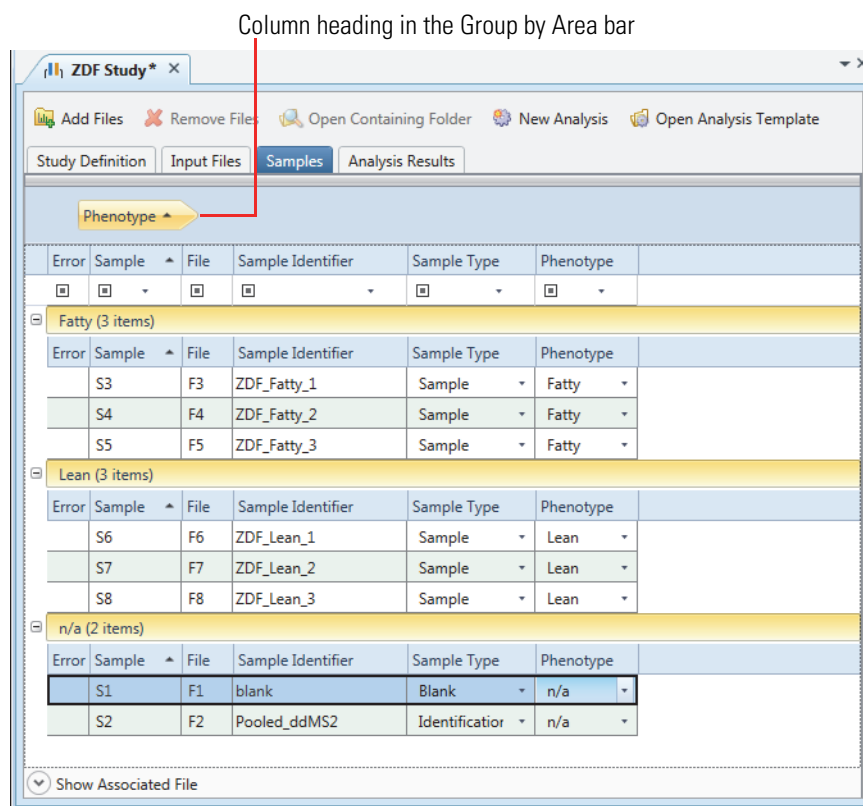 Column heading in the Group by Area bar
ZDF Study*
Add Files Remove Files Open Containing Folder New Analysis Open Analysis Template
Study Definition Input Files Samples Analysis Results
Phenotype
Error Sample File Sample Identifier Sample Type Phenotype
Fatty (3 items)
Error Sample File Sample Identifier Sample Type Phenotype
S3 F3 ZDF_Fatty_1 Sample Fatty
S4 F4 ZDF_Fatty_2 Sample Fatty
S5 F5 ZDF_Fatty_3 Sample Fatty
Lean (3 items)
Error Sample File Sample Identifier Sample Type Phenotype
S6 F6 ZDF_Lean_1 Sample Lean
S7 F7 ZDF_Lean_2 Sample Lean
S8 F8 ZDF_Lean_3 Sample Lean
n/a (2 items)
Error Sample File Sample Identifier Sample Type Phenotype
S1 F1 blank Blank n/a
S2 F2 Pooled_ddMS2 Identificatior n/a
Show Associated File